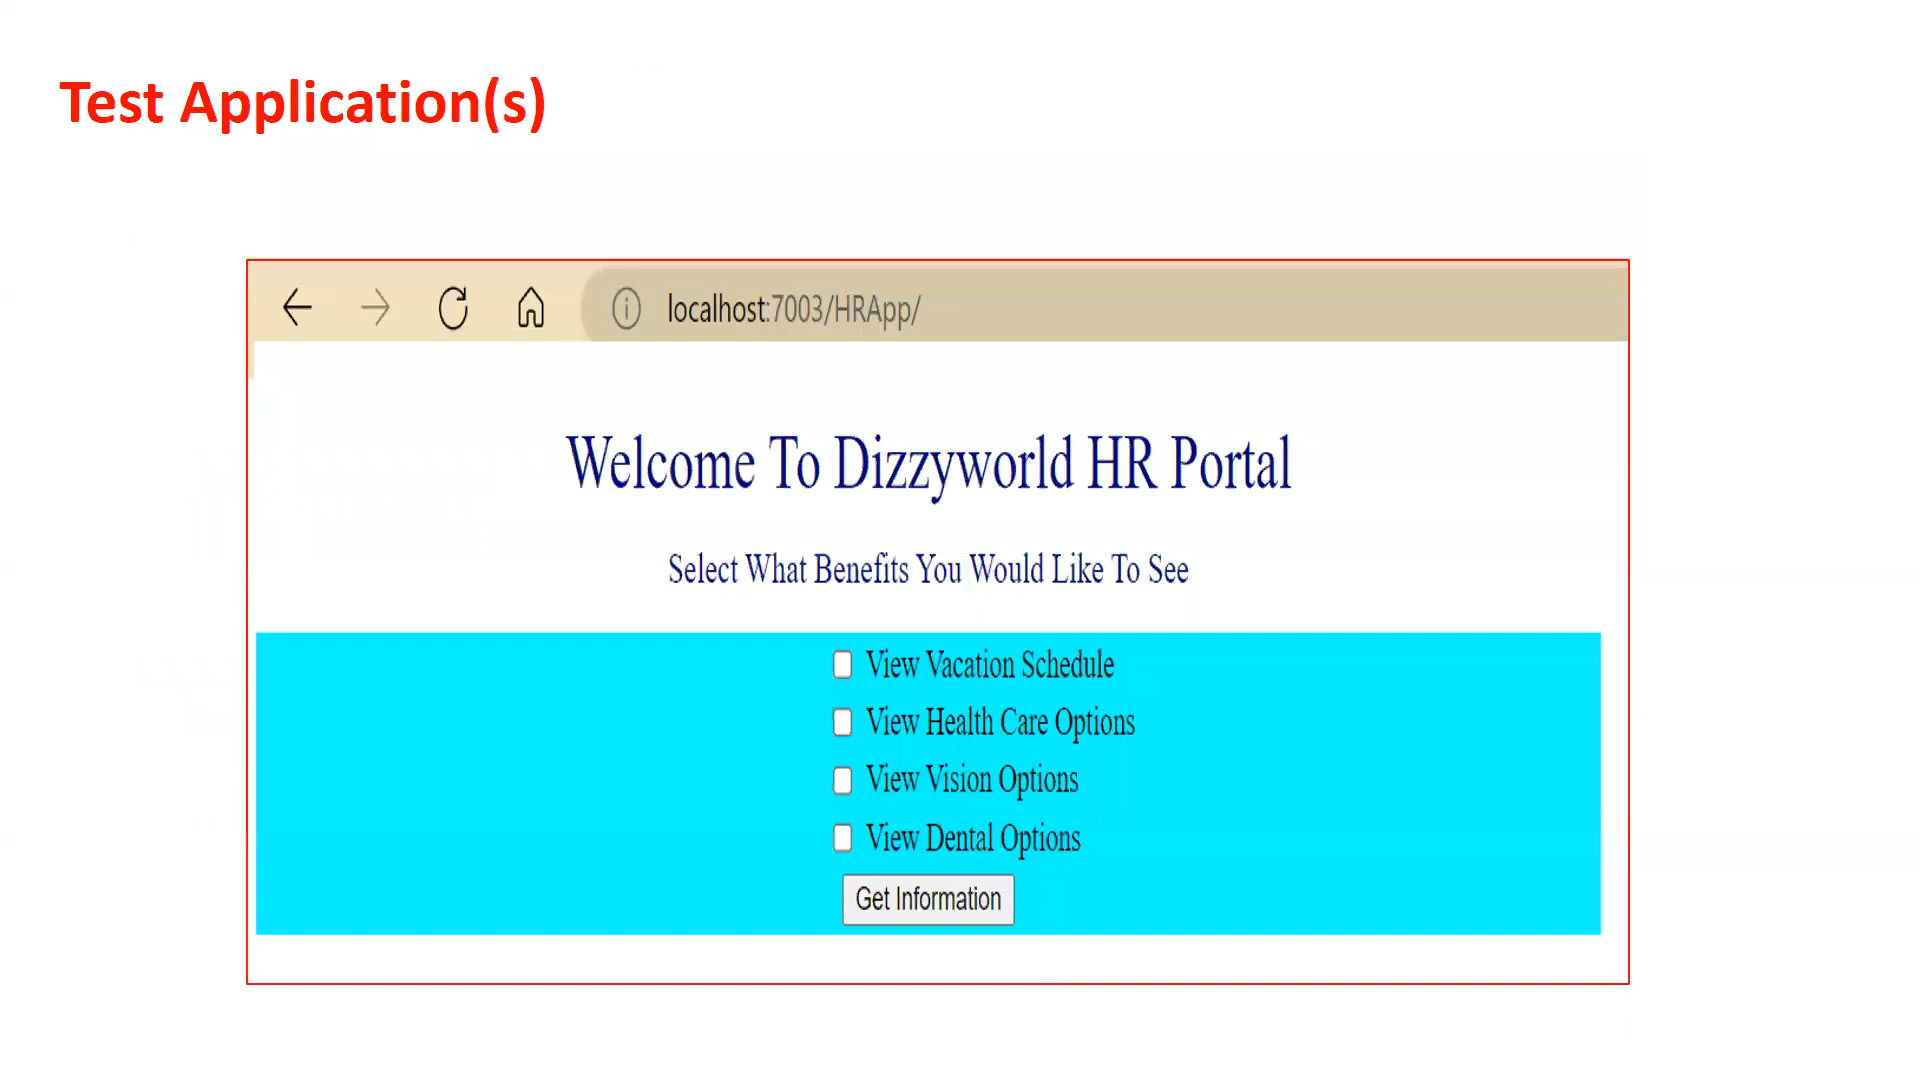 Test Application(s)
localhost:7003/HRApp/
Welcome To Dizzyworld HR Portal
Select What Benefits You Would Like To See
View Vacation Schedule
View Health Care Options
View Vision Options
View Dental Options
Get Information